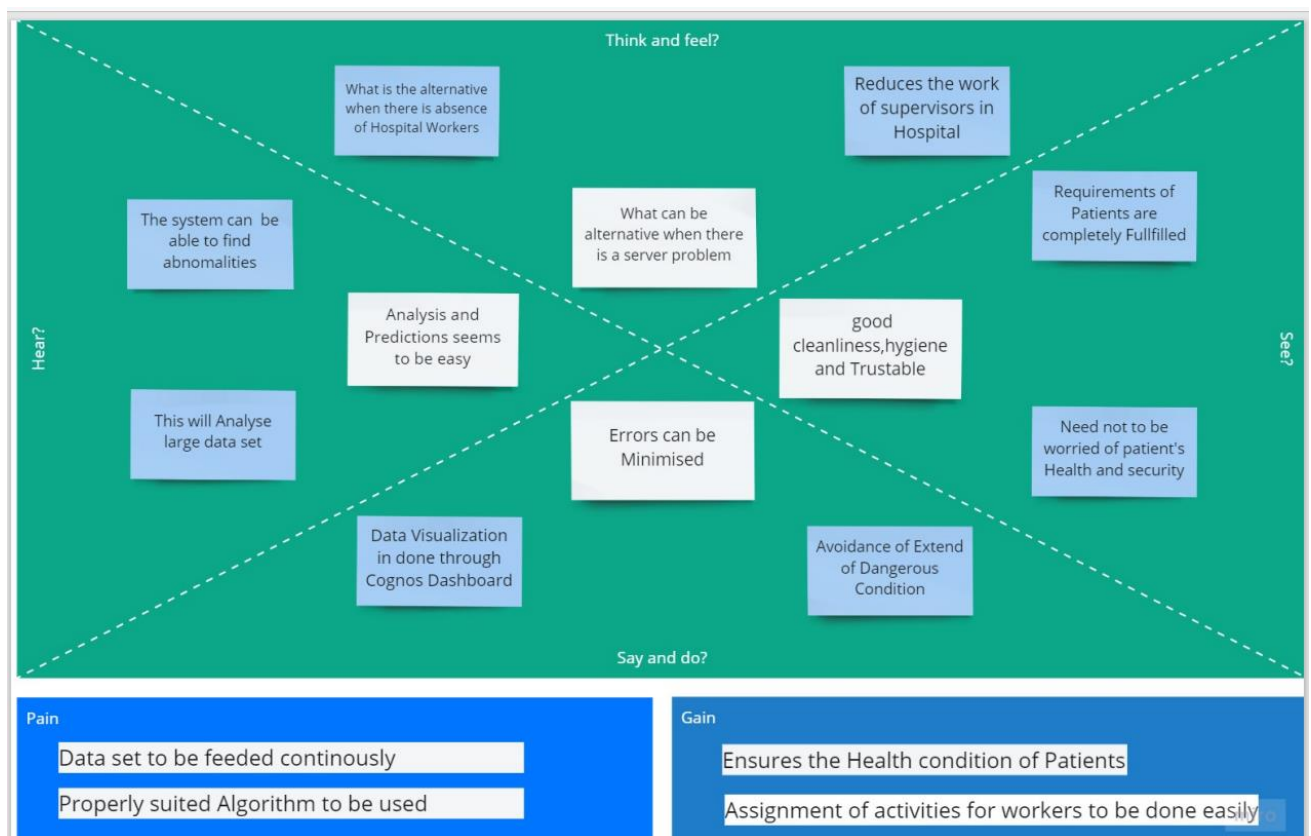 Think and feel?
What is the alternative
when there is absence
of Hospital Workers
Reduces the work
of supervisors in
Hospital
The system can be
able to find
abnomalities
What can be
alternative when there
is a server problem
Requirements of
Patients are
completely Fullfilled
Hear?
Analysis and
Predictions seems
to be easy
good
cleanliness,hygiene
and Trustable
See?
This will Analyse
large data set
Errors can be
Minimised
Need not to be
worried of patient's
Health and security
Data Visualization
in done through
Cognos Dashboard
Avoidance of Extend
of Dangerous
Condition
Say and do?
Pain
Data set to be feeded continously
Properly suited Algorithm to be used
Gain
Ensures the Health condition of Patients
Assignment of activities for workers to be done easily
miro